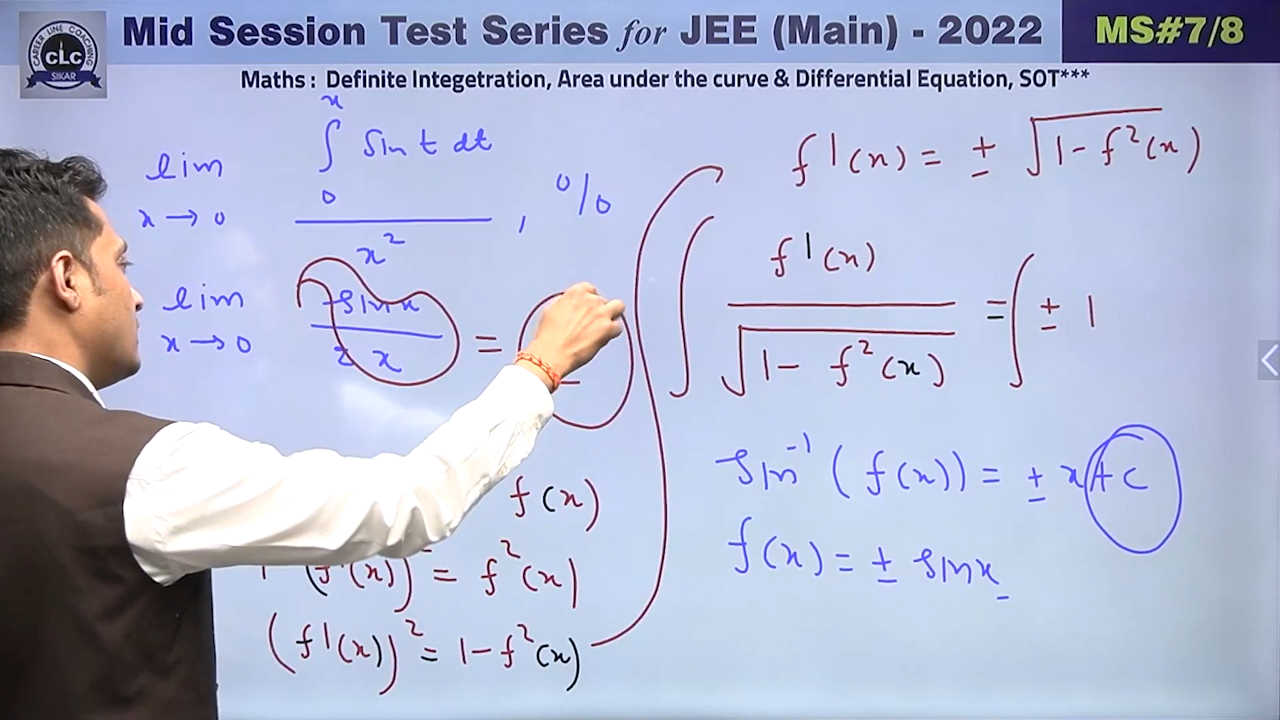 CAREER LINE COACHING
CLC
SIKAR
Mid Session Test Series for JEE (Main) - 2022
MS#7/8
Maths : Definite Integetration, Area under the curve & Differential Equation, SOT***
lim x→0 ∫₀ˣ sin t dt / x² , 0/0
lim x→0 sin x / 2x =
f(x)
(f'(x))² = f²(x)
(f'(x))² = 1 - f²(x)
f'(x) = ± √(1 - f²(x))
∫ f'(x) / √(1 - f²(x)) = ∫ ± 1
sin⁻¹ (f(x)) = ± x + c
f(x) = ± sin x